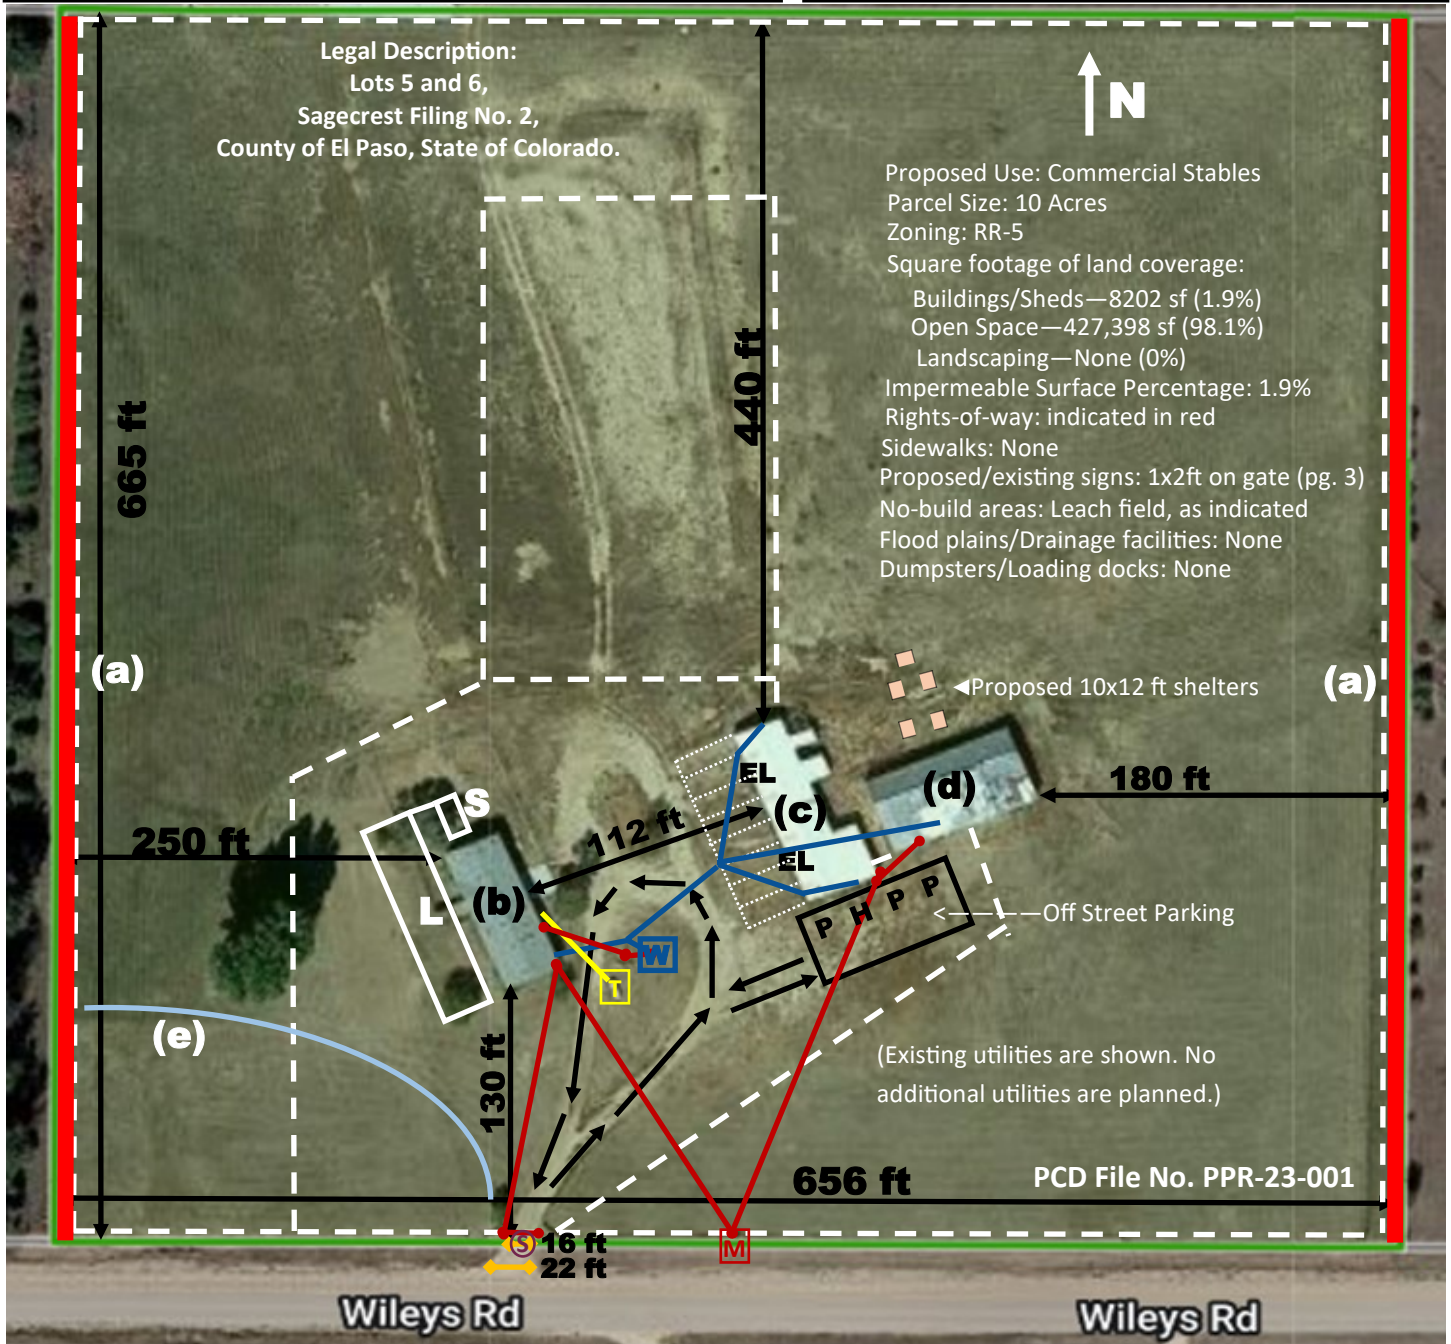 Legal Description:
Lots 5 and 6,
Sagecrest Filing No. 2,
County of El Paso, State of Colorado.
N
Proposed Use: Commercial Stables
Parcel Size: 10 Acres
Zoning: RR-5
Square footage of land coverage:
Buildings/Sheds—8202 sf (1.9%)
Open Space—427,398 sf (98.1%)
Landscaping—None (0%)
Impermeable Surface Percentage: 1.9%
Rights-of-way: indicated in red
Sidewalks: None
Proposed/existing signs: 1x2ft on gate (pg. 3)
No-build areas: Leach field, as indicated
Flood plains/Drainage facilities: None
Dumpsters/Loading docks: None
440 ft
665 ft
(a)
(a)
Proposed 10x12 ft shelters
EL
(d)
180 ft
S
(c)
112 ft
250 ft
EL
L
(b)
P H P P
<-----Off Street Parking
W
T
(e)
130 ft
(Existing utilities are shown. No
additional utilities are planned.)
656 ft
PCD File No. PPR-23-001
S
16 ft
M
22 ft
Wileys Rd
Wileys Rd